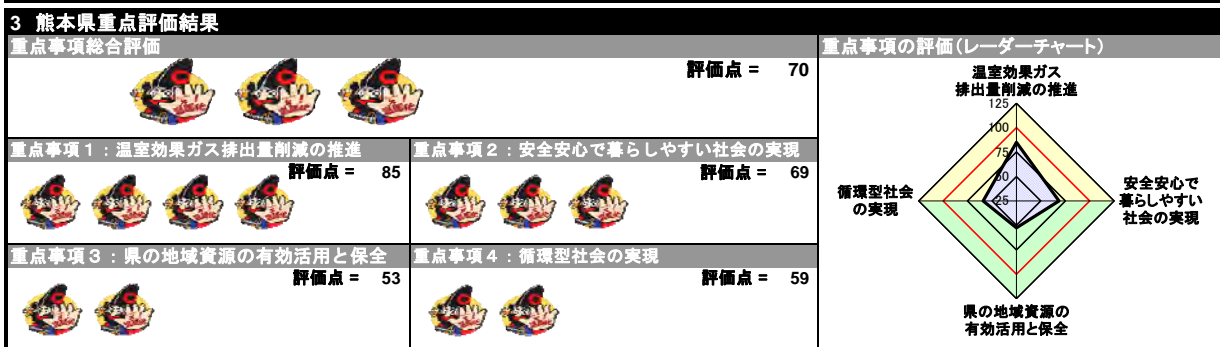 3 熊本県重点評価結果
重点事項総合評価
評価点 = 70
重点事項1：温室効果ガス排出量削減の推進
評価点 = 85
重点事項2：安全安心で暮らしやすい社会の実現
評価点 = 69
重点事項3：県の地域資源の有効活用と保全
評価点 = 53
重点事項4：循環型社会の実現
評価点 = 59
重点事項の評価(レーダーチャート)
温室効果ガス
排出量削減の推進
125
100
75
50
25
循環型社会
の実現
安全安心で
暮らしやすい
社会の実現
県の地域資源の
有効活用と保全